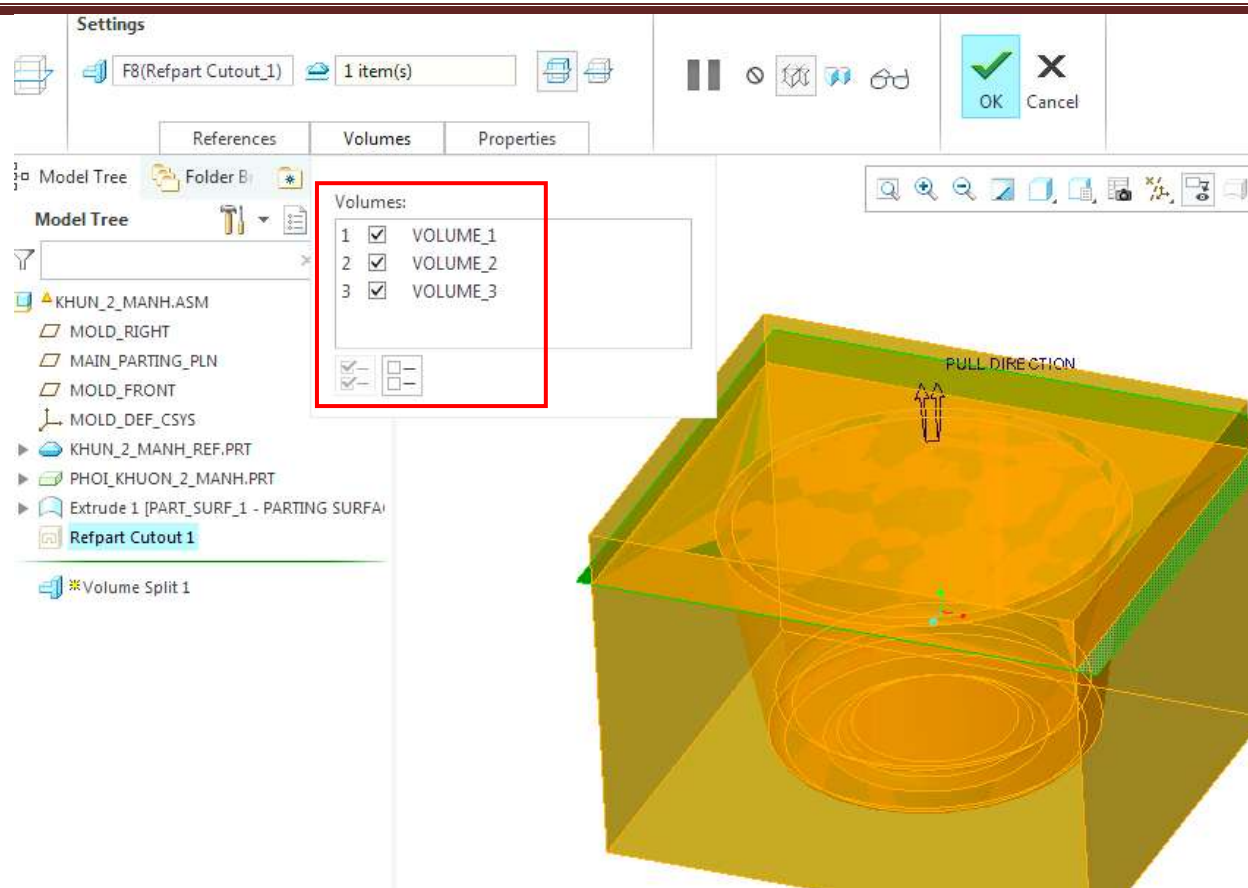 Settings
F8(Refpart Cutout_1) 1 item(s)
OK Cancel
References Volumes Properties
Model Tree Folder B
Model Tree
Volumes:
1 VOLUME_1
2 VOLUME_2
3 VOLUME_3
KHUN_2_MANH.ASM
MOLD_RIGHT
MAIN_PARTING_PLN
MOLD_FRONT
MOLD_DEF_CSYS
KHUN_2_MANH_REF.PRT
PHOI_KHUON_2_MANH.PRT
Extrude 1 [PART_SURF_1 - PARTING SURFA
Refpart Cutout 1
Volume Split 1
PULL DIRECTION